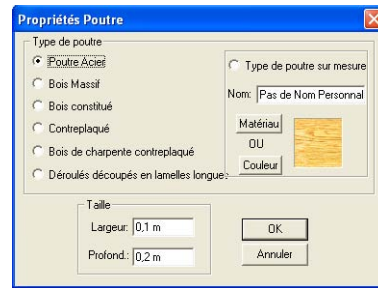 Propriétés Poutre
Type de poutre
Poutre Acier
Bois Massif
Bois constitué
Contreplaqué
Bois de charpente contreplaqué
Déroulés découpés en lamelles longue:
Type de poutre sur mesure
Nom: Pas de Nom Personnal
Matériau
OU
Couleur
Taille
Largeur: 0,1 m
Profond.: 0,2 m
OK
Annuler